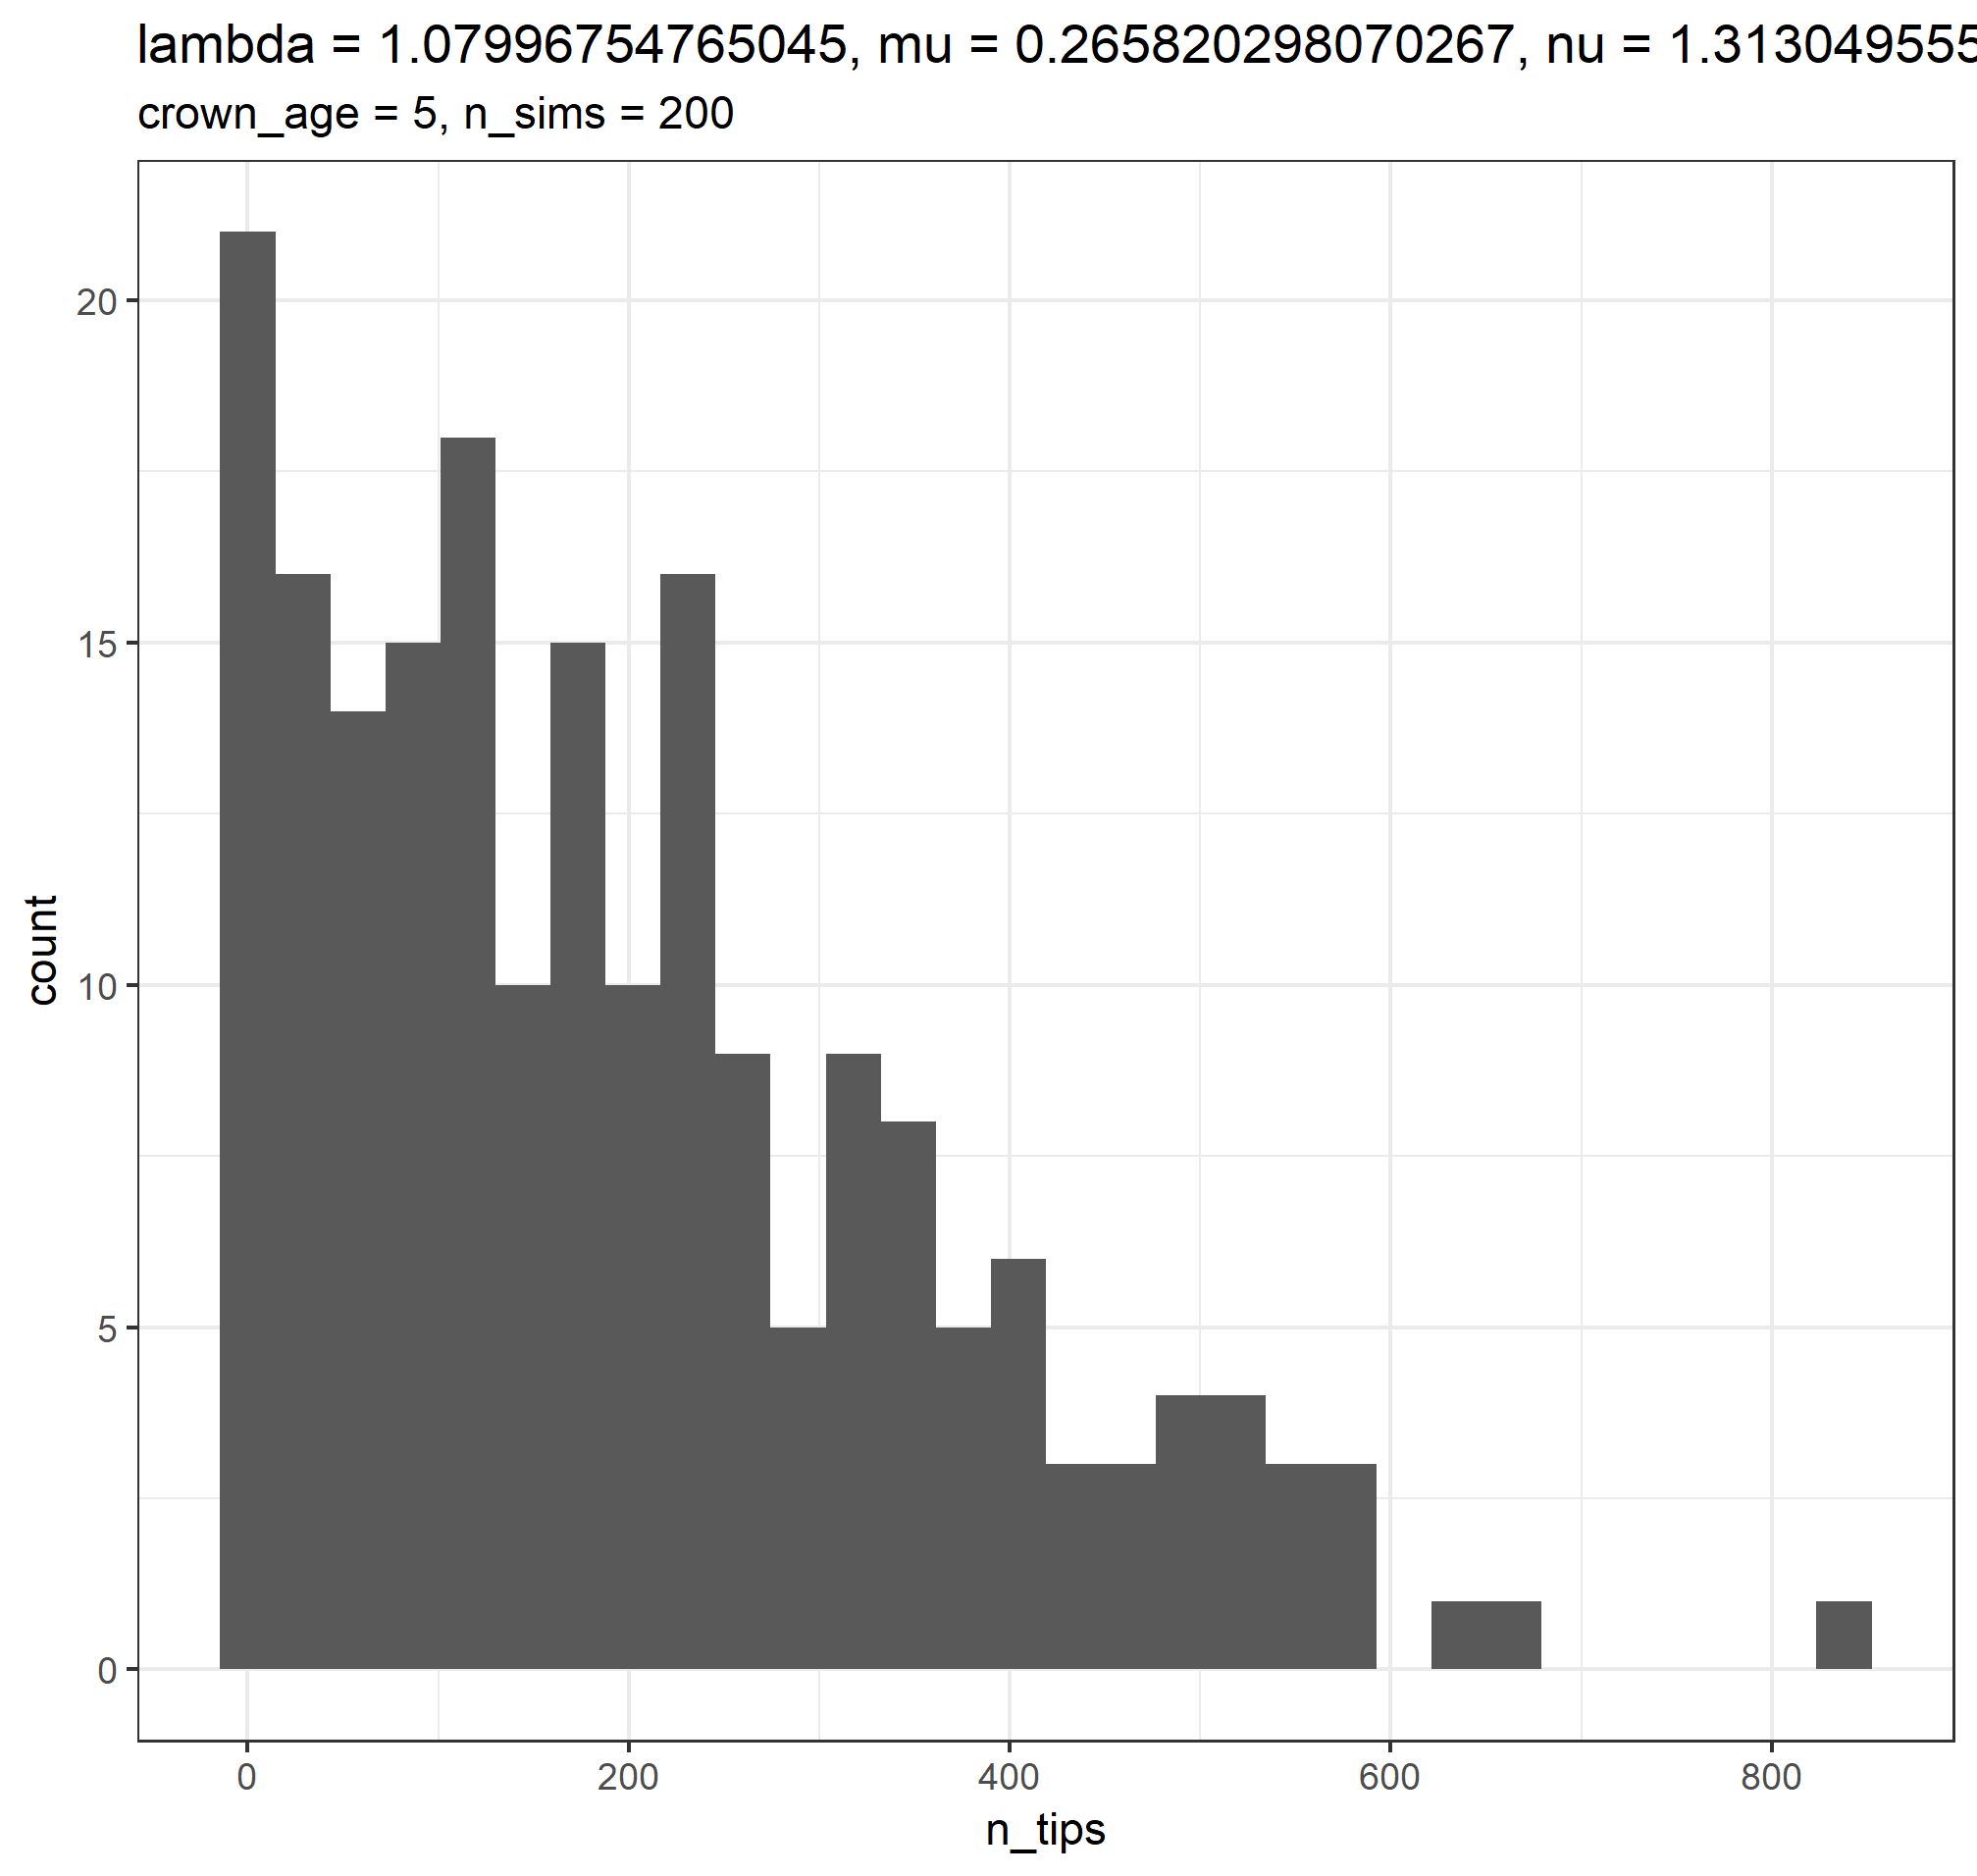 lambda = 1.07996754765045, mu = 0.265820298070267, nu = 1.313049555
crown_age = 5, n_sims = 200
20
15
10
5
0
count
0 200 400 600 800
n_tips